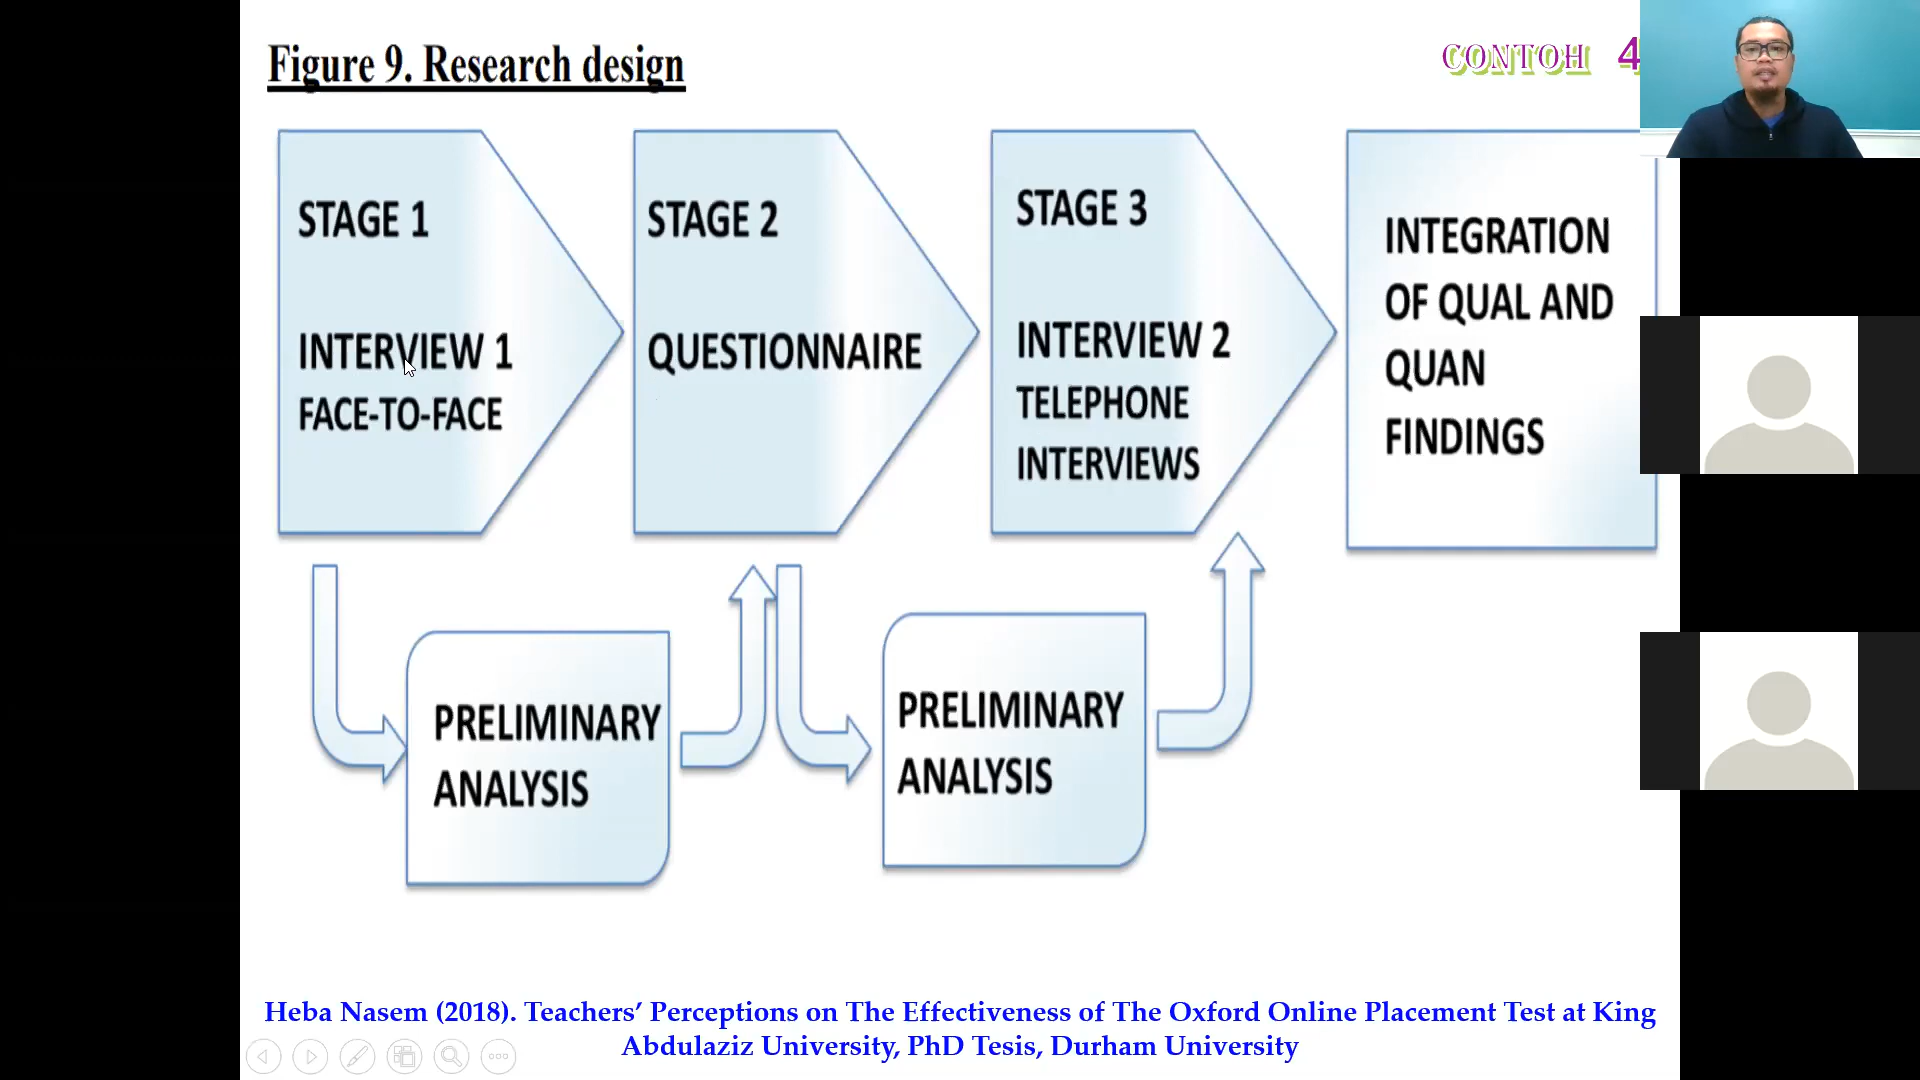 Figure 9. Research design
CONTOH 4
STAGE 1
INTERVIEW 1
FACE-TO-FACE
STAGE 2
QUESTIONNAIRE
STAGE 3
INTERVIEW 2
TELEPHONE
INTERVIEWS
INTEGRATION
OF QUAL AND
QUAN
FINDINGS
PRELIMINARY
ANALYSIS
PRELIMINARY
ANALYSIS
Heba Nasem (2018). Teachers’ Perceptions on The Effectiveness of The Oxford Online Placement Test at King
Abdulaziz University, PhD Tesis, Durham University